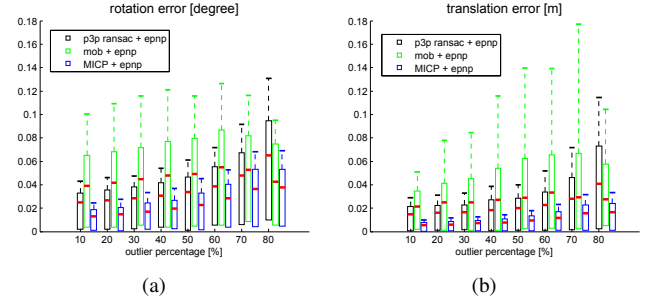 rotation error [degree]
0.18
0.16
0.14
0.12
0.1
0.08
0.06
0.04
0.02
0
p3p ransac + epnp
mob + epnp
MICP + epnp
10 20 30 40 50 60 70 80
outlier percentage [%]
(a)
translation error [m]
0.18
0.16
0.14
0.12
0.1
0.08
0.06
0.04
0.02
0
p3p ransac + epnp
mob + epnp
MICP + epnp
10 20 30 40 50 60 70 80
outlier percentage [%]
(b)